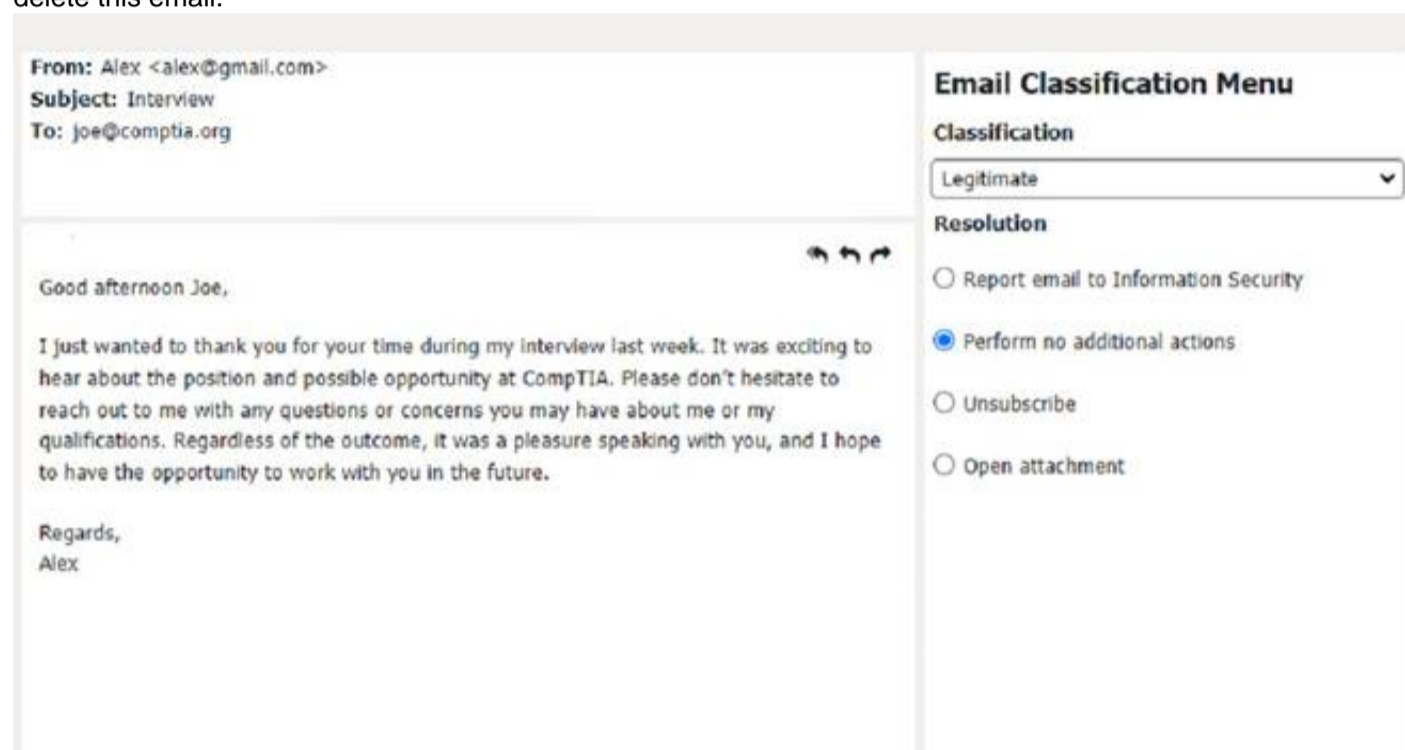 delete this email.
From: Alex <alex@gmail.com>
Subject: Interview
To: joe@comptia.org
Good afternoon Joe,
I just wanted to thank you for your time during my interview last week. It was exciting to
hear about the position and possible opportunity at CompTIA. Please don't hesitate to
reach out to me with any questions or concerns you may have about me or my
qualifications. Regardless of the outcome, it was a pleasure speaking with you, and I hope
to have the opportunity to work with you in the future.
Regards,
Alex
Email Classification Menu
Classification
Legitimate
Resolution
Report email to Information Security
Perform no additional actions
Unsubscribe
Open attachment